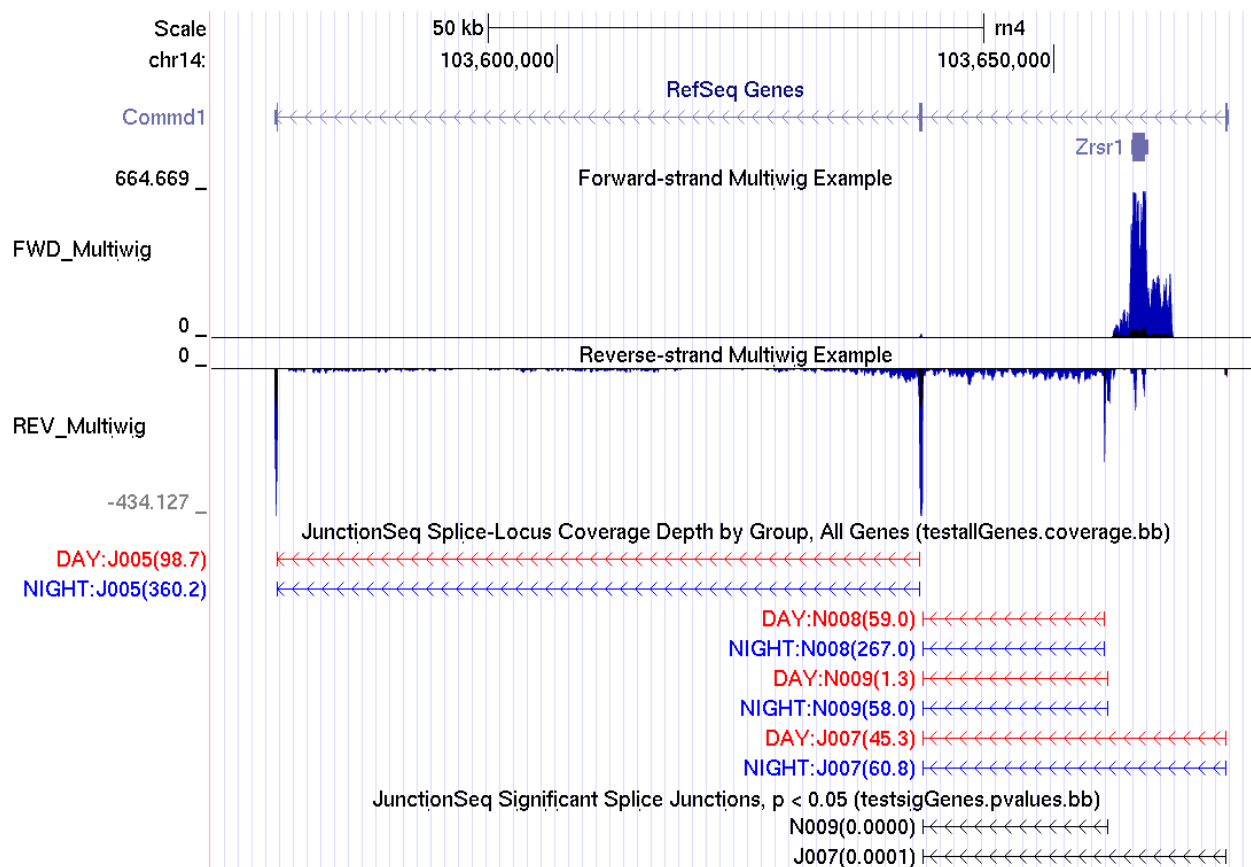 Scale 50 kb rn4
chr14: 103,600,000 103,650,000
RefSeq Genes
Commd1
Zrsr1
664.669 _
Forward-strand Multiwig Example
FWD_Multiwig
0 _
0 _
Reverse-strand Multiwig Example
REV_Multiwig
-434.127 _
JunctionSeq Splice-Locus Coverage Depth by Group, All Genes (testallGenes.coverage.bb)
DAY:J005(98.7)
NIGHT:J005(360.2)
DAY:N008(59.0)
NIGHT:N008(267.0)
DAY:N009(1.3)
NIGHT:N009(58.0)
DAY:J007(45.3)
NIGHT:J007(60.8)
JunctionSeq Significant Splice Junctions, p < 0.05 (testsigGenes.pvalues.bb)
N009(0.0000)
J007(0.0001)